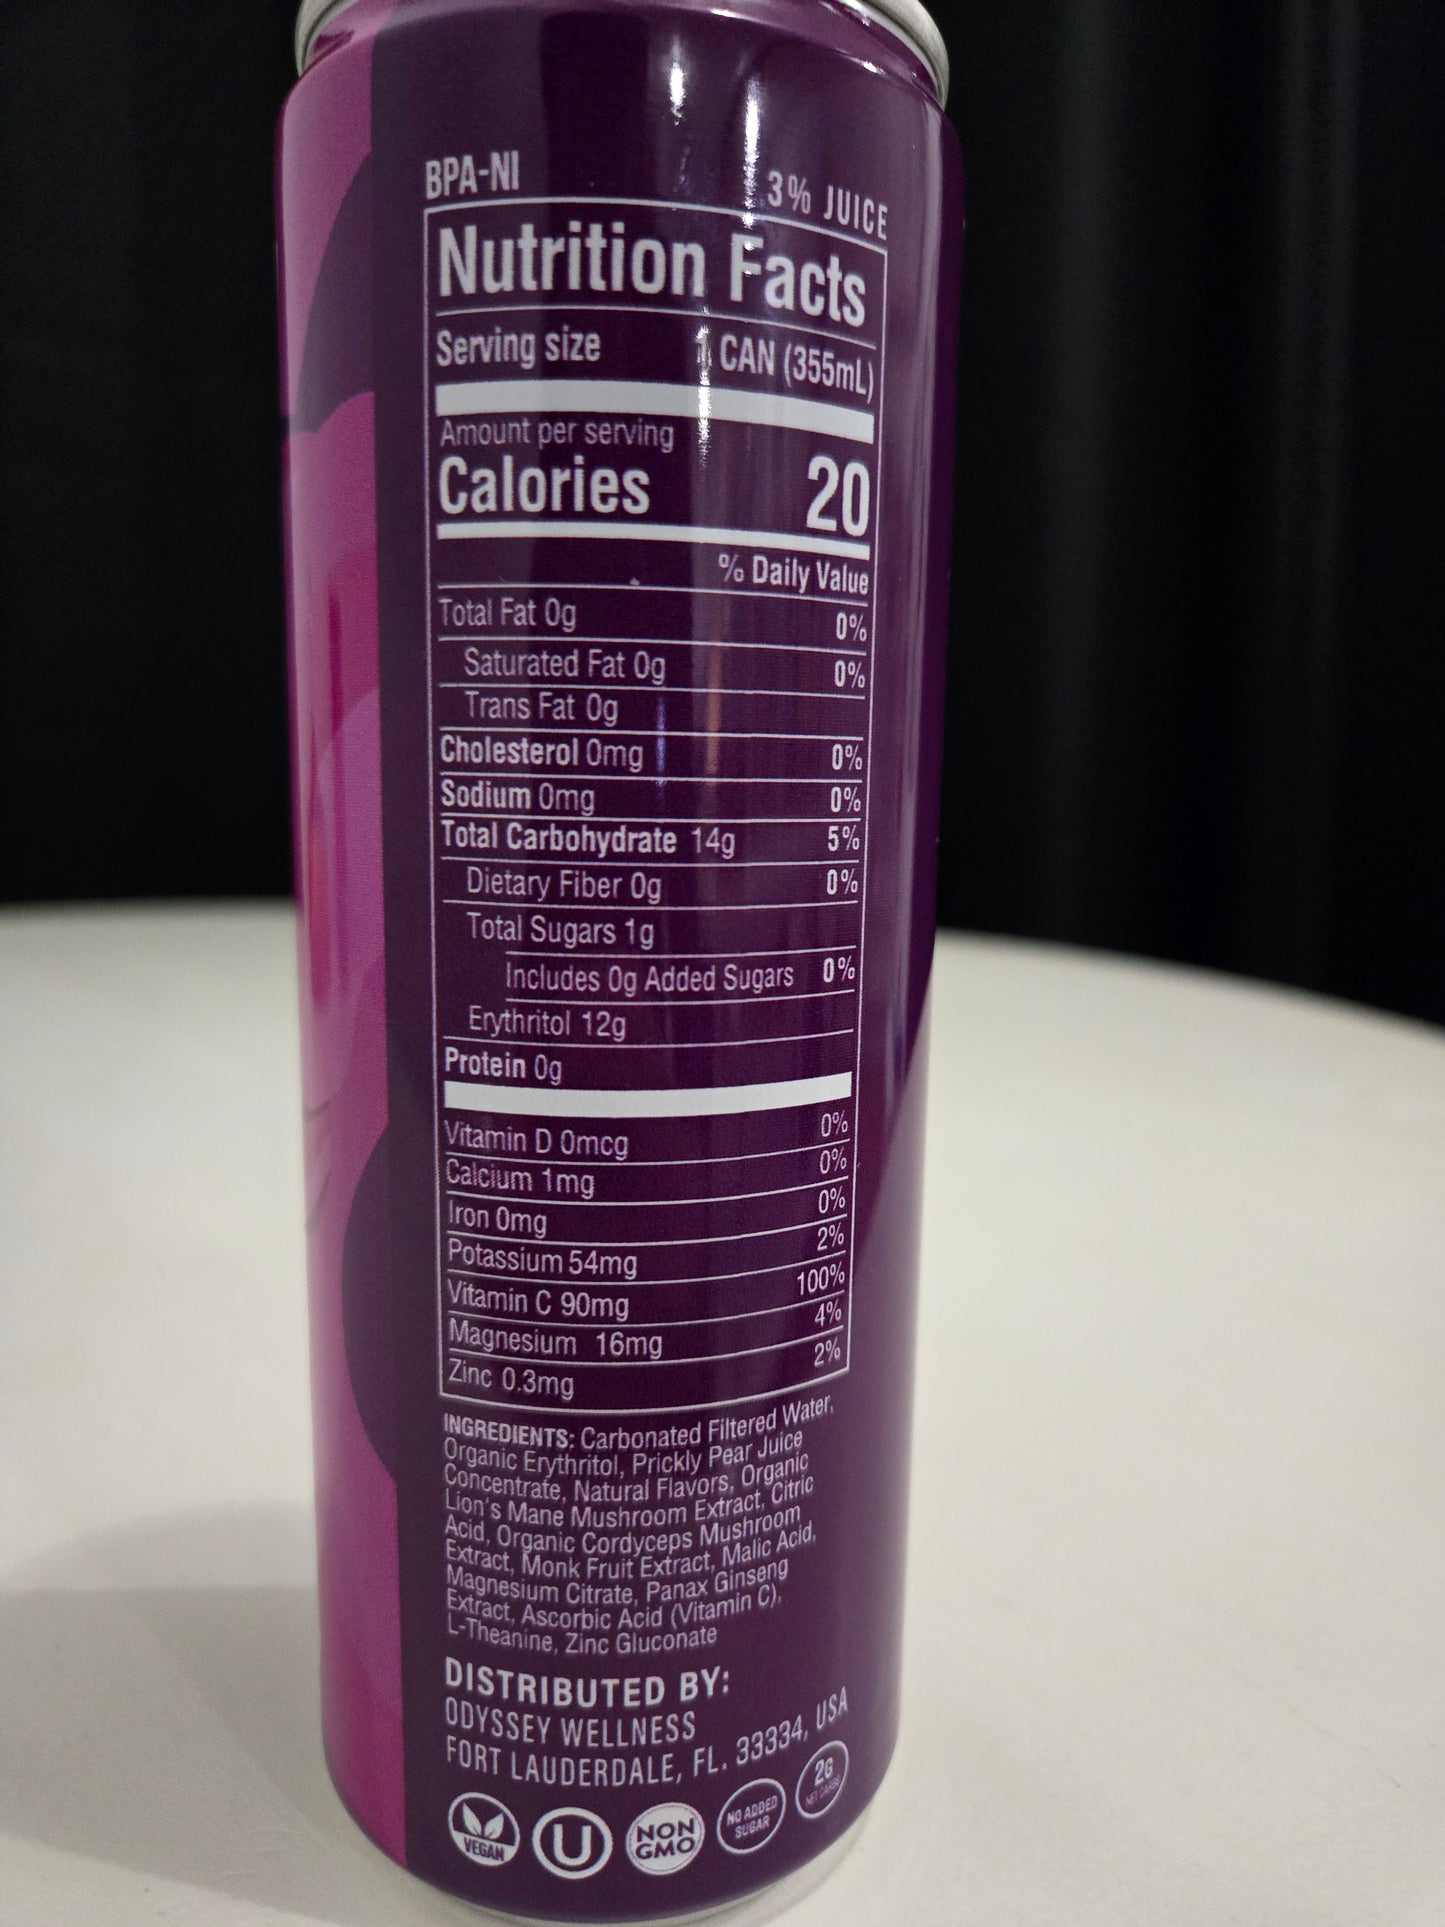 BPA-NI 3% JUICE
Nutrition Facts
Serving size 1 CAN (355mL)
Amount per serving
Calories 20
% Daily Value
Total Fat 0g 0%
Saturated Fat 0g 0%
Trans Fat 0g
Cholesterol 0mg 0%
Sodium 0mg 0%
Total Carbohydrate 14g 5%
Dietary Fiber 0g 0%
Total Sugars 1g
Includes 0g Added Sugars 0%
Erythritol 12g
Protein 0g
Vitamin D 0mcg 0%
Calcium 1mg 0%
Iron 0mg 0%
Potassium 54mg 2%
Vitamin C 90mg 100%
Magnesium 16mg 4%
Zinc 0.3mg 2%
INGREDIENTS: Carbonated Filtered Water,
Organic Erythritol, Prickly Pear Juice
Concentrate, Natural Flavors, Organic
Lion's Mane Mushroom Extract, Citric
Acid, Organic Cordyceps Mushroom
Extract, Monk Fruit Extract, Malic Acid,
Magnesium Citrate, Panax Ginseng
Extract, Ascorbic Acid (Vitamin C),
L-Theanine, Zinc Gluconate
DISTRIBUTED BY:
ODYSSEY WELLNESS
FORT LAUDERDALE, FL. 33334, USA
VEGAN
U
NON
GMO
NO ADDED
SUGAR
2G
NET CARBS